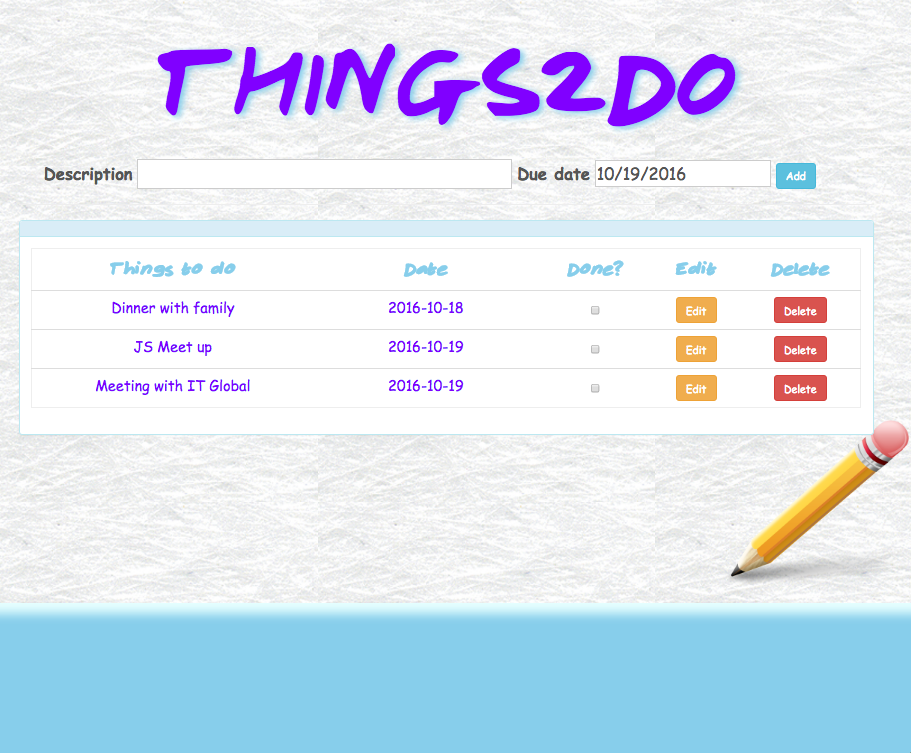 THINGS2DO
Description Due date 10/19/2016 Add
Things to do Date Done? Edit Delete
Dinner with family 2016-10-18 Edit Delete
JS Meet up 2016-10-19 Edit Delete
Meeting with IT Global 2016-10-19 Edit Delete